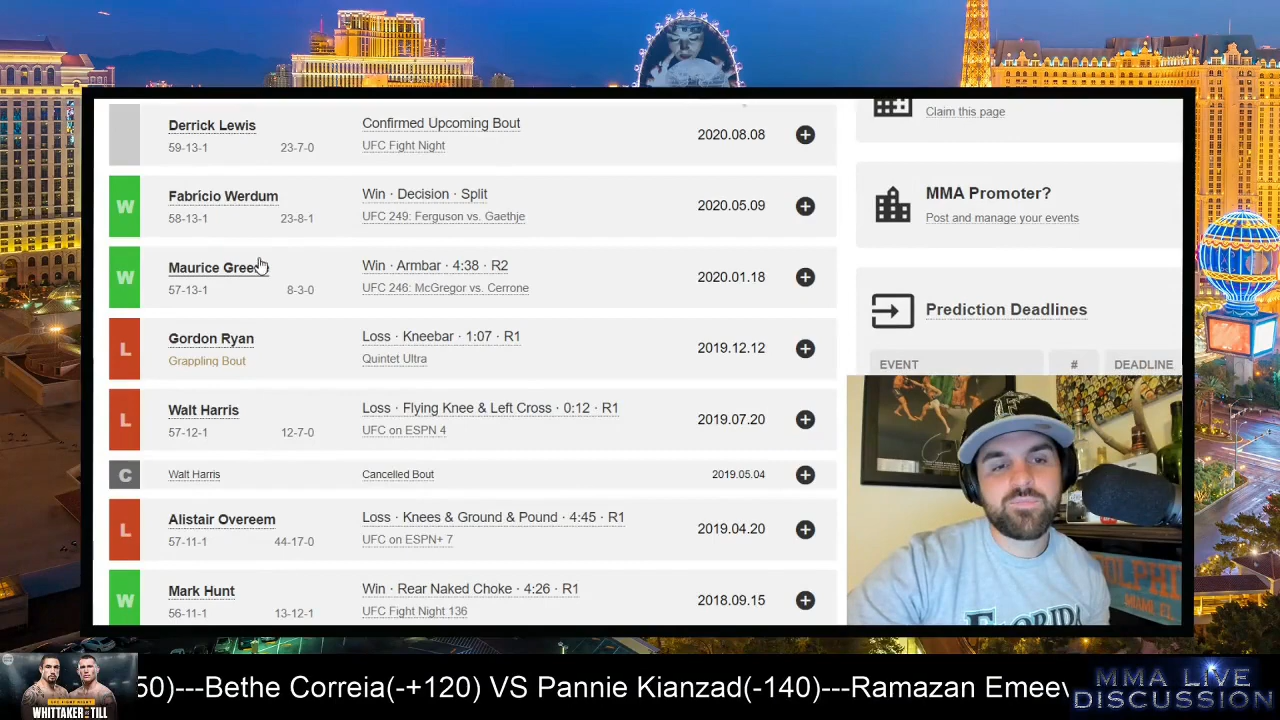 Derrick Lewis
59-13-1 23-7-0
Confirmed Upcoming Bout
UFC Fight Night
2020.08.08
W
Fabrício Werdum
58-13-1 23-8-1
Win · Decision · Split
UFC 249: Ferguson vs. Gaethje
2020.05.09
W
Maurice Gree
57-13-1 8-3-0
Win · Armbar · 4:38 · R2
UFC 246: McGregor vs. Cerrone
2020.01.18
L
Gordon Ryan
Grappling Bout
Loss · Kneebar · 1:07 · R1
Quintet Ultra
2019.12.12
L
Walt Harris
57-12-1 12-7-0
Loss · Flying Knee & Left Cross · 0:12 · R1
UFC on ESPN 4
2019.07.20
C
Walt Harris
Cancelled Bout
2019.05.04
L
Alistair Overeem
57-11-1 44-17-0
Loss · Knees & Ground & Pound · 4:45 · R1
UFC on ESPN+ 7
2019.04.20
W
Mark Hunt
56-11-1 13-12-1
Win · Rear Naked Choke · 4:26 · R1
UFC Fight Night 136
2018.09.15
Claim this page
MMA Promoter?
Post and manage your events
Prediction Deadlines
EVENT # DEADLINE
FLORIDA
DOLPHI
MIAMI, FL
UFC FIGHT NIGHT
WHITTAKER VS TILL
50)---Bethe Correia(-+120) VS Pannie Kianzad(-140)---Ramazan Emeev
MMA LIVE
DISCUSSION